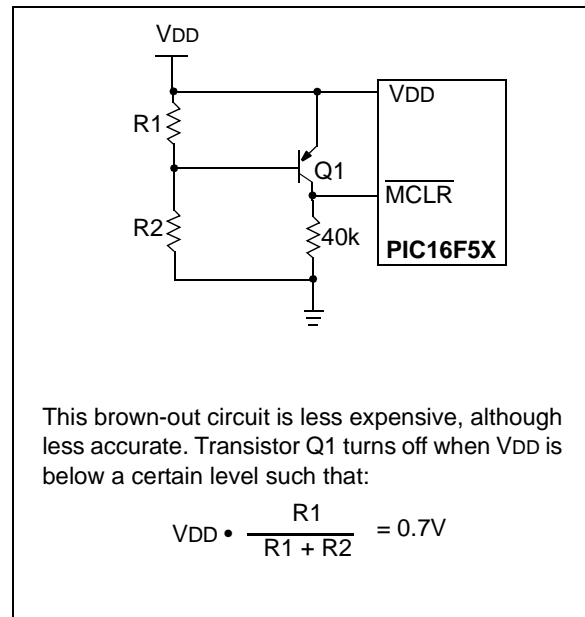 VDD
VDD
R1
Q1
MCLR
R2
40k
PIC16F5X
This brown-out circuit is less expensive, although
less accurate. Transistor Q1 turns off when VDD is
below a certain level such that:
VDD • R1 / R1 + R2 = 0.7V